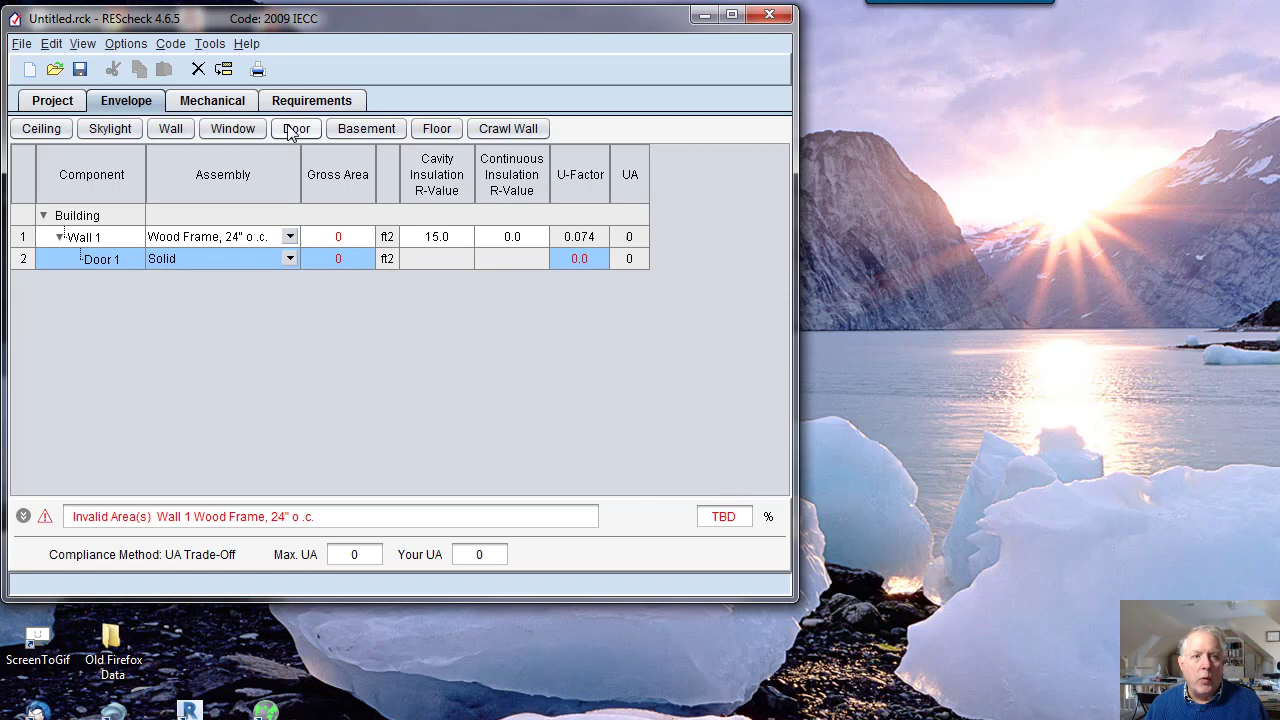 Untitled.rck - REScheck 4.6.5 Code: 2009 IECC
File Edit View Options Code Tools Help
Project Envelope Mechanical Requirements
Ceiling Skylight Wall Window Door Basement Floor Crawl Wall
Component Assembly Gross Area Cavity Insulation R-Value Continuous Insulation R-Value U-Factor UA
Building
1 Wall 1 Wood Frame, 24" o .c. 0 ft2 15.0 0.0 0.074 0
2 Door 1 Solid 0 ft2 0.0 0
Invalid Area(s) Wall 1 Wood Frame, 24" o .c. TBD %
Compliance Method: UA Trade-Off Max. UA 0 Your UA 0
ScreenToGif Old Firefox
Data
R